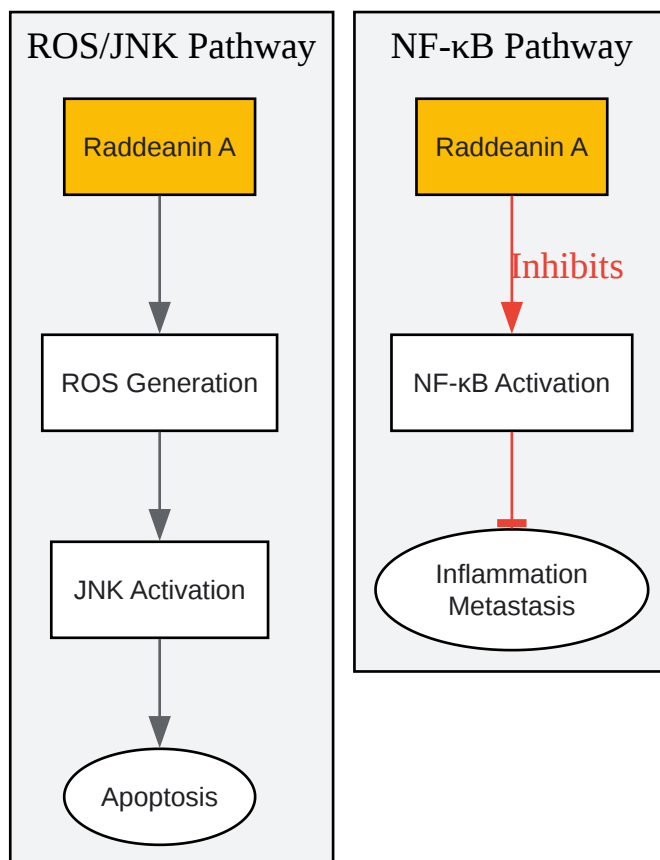 ROS/JNK Pathway
Raddeanin A
ROS Generation
JNK Activation
Apoptosis
NF-κB Pathway
Raddeanin A
Inhibits
NF-κB Activation
Inflammation
Metastasis